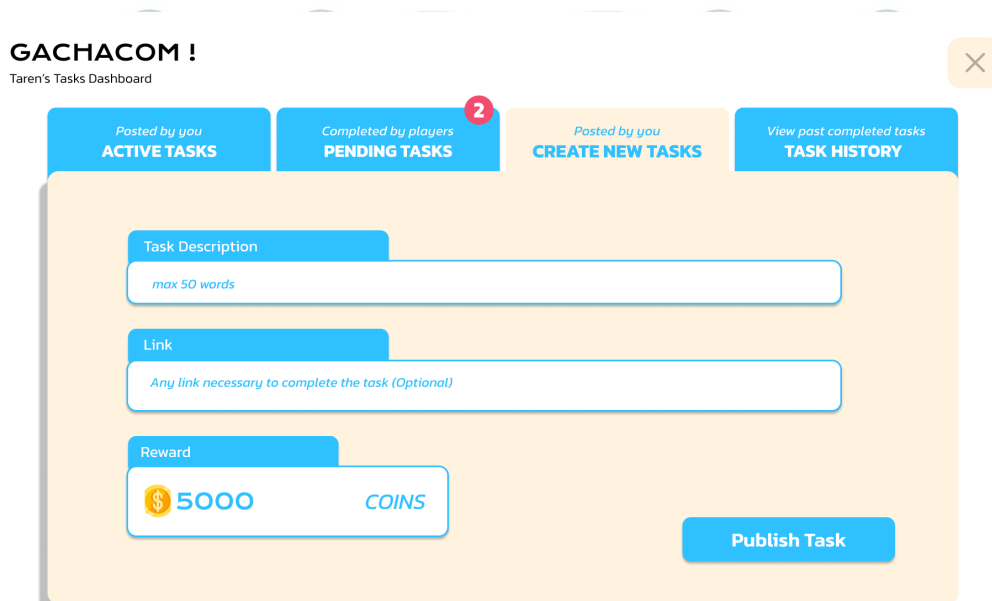 GACHACOM !
Taren's Tasks Dashboard
Posted by you
ACTIVE TASKS
Completed by players
PENDING TASKS
2
Posted by you
CREATE NEW TASKS
View past completed tasks
TASK HISTORY
Task Description
max 50 words
Link
Any link necessary to complete the task (Optional)
Reward
$ 5000 COINS
Publish Task